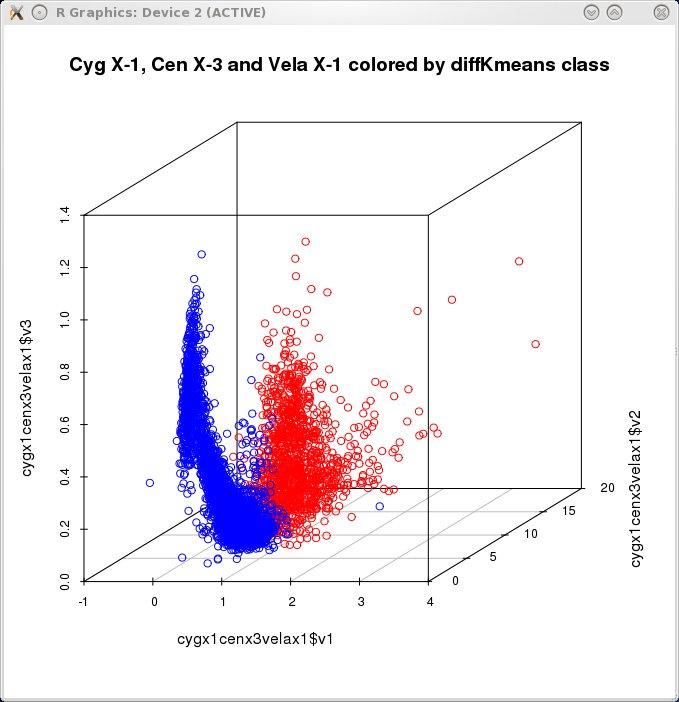 R Graphics: Device 2 (ACTIVE)
Cyg X-1, Cen X-3 and Vela X-1 colored by diffKmeans class
1.4
1.2
1.0
0.8
0.6
0.4
0.2
0.0
cygx1cenx3velax1$v3
-1 0 1 2 3 4
cygx1cenx3velax1$v1
0 5 10 15 20
cygx1cenx3velax1$v2